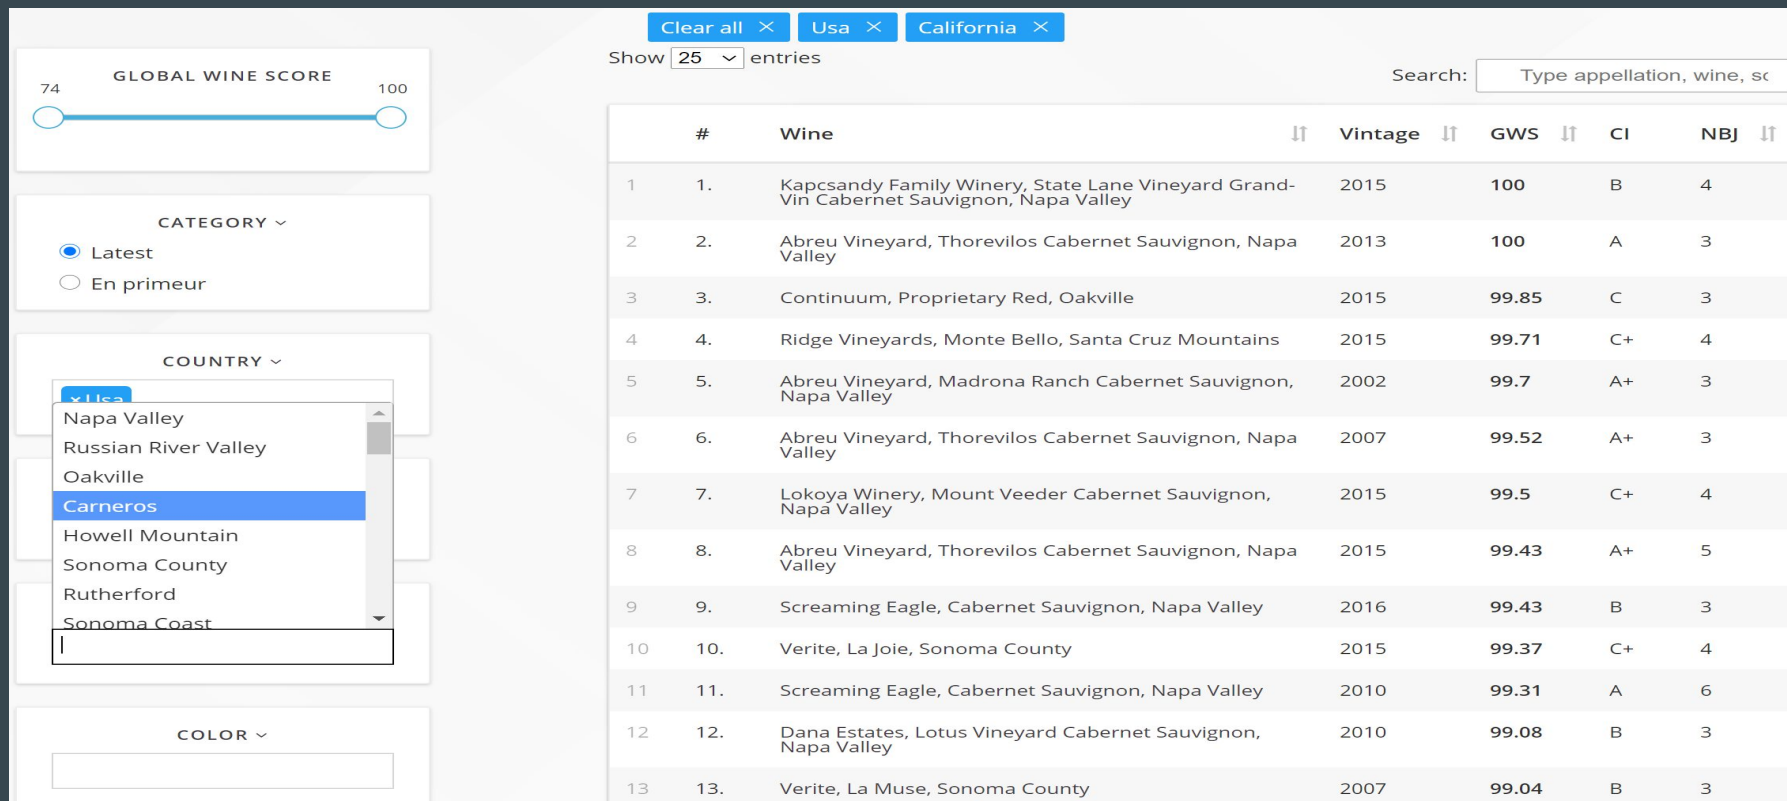 Clear all ×
Usa ×
California ×
Show 25 entries
Search: Type appellation, wine, sc
GLOBAL WINE SCORE
74 100
CATEGORY
Latest
En primeur
COUNTRY
×Usa
Napa Valley
Russian River Valley
Oakville
Carneros
Howell Mountain
Sonoma County
Rutherford
Sonoma Coast
COLOR
# Wine Vintage GWS CI NBJ
1 1. Kapcsandy Family Winery, State Lane Vineyard Grand- 2015 100 B 4
Vin Cabernet Sauvignon, Napa Valley
2 2. Abreu Vineyard, Thorevilos Cabernet Sauvignon, Napa 2013 100 A 3
Valley
3 3. Continuum, Proprietary Red, Oakville 2015 99.85 C 3
4 4. Ridge Vineyards, Monte Bello, Santa Cruz Mountains 2015 99.71 C+ 4
5 5. Abreu Vineyard, Madrona Ranch Cabernet Sauvignon, 2002 99.7 A+ 3
Napa Valley
6 6. Abreu Vineyard, Thorevilos Cabernet Sauvignon, Napa 2007 99.52 A+ 3
Valley
7 7. Lokoya Winery, Mount Veeder Cabernet Sauvignon, 2015 99.5 C+ 4
Napa Valley
8 8. Abreu Vineyard, Thorevilos Cabernet Sauvignon, Napa 2015 99.43 A+ 5
Valley
9 9. Screaming Eagle, Cabernet Sauvignon, Napa Valley 2016 99.43 B 3
10 10. Verite, La Joie, Sonoma County 2015 99.37 C+ 4
11 11. Screaming Eagle, Cabernet Sauvignon, Napa Valley 2010 99.31 A 6
12 12. Dana Estates, Lotus Vineyard Cabernet Sauvignon, 2010 99.08 B 3
Napa Valley
13 13. Verite, La Muse, Sonoma County 2007 99.04 B 3